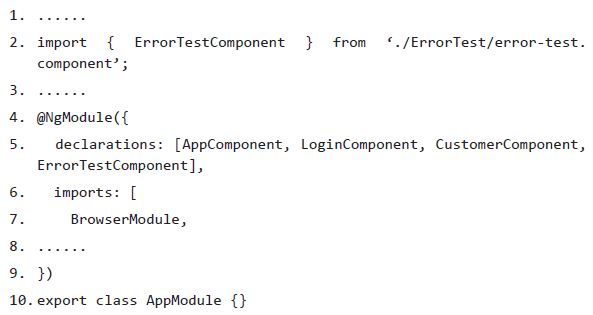 1. ......
2. import { ErrorTestComponent } from ‘./ErrorTest/error-test.
component’;
3. ......
4. @NgModule({
5. declarations: [AppComponent, LoginComponent, CustomerComponent,
ErrorTestComponent],
6. imports: [
7. BrowserModule,
8. ......
9. })
10. export class AppModule {}